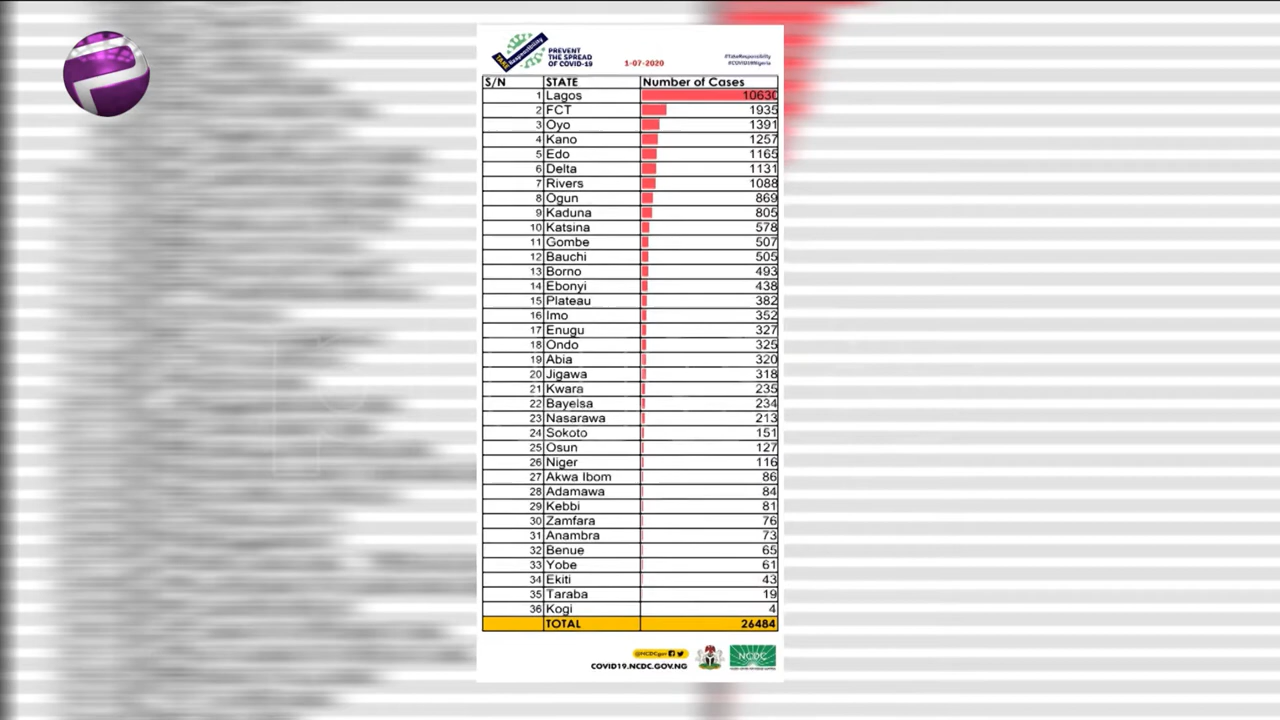 TAKE Responsibility
PREVENT
THE SPREAD
OF COVID-19
1-07-2020
#TakeResponsibility
#COVID19Nigeria
S/N STATE Number of Cases
1 Lagos 10630
2 FCT 1935
3 Oyo 1391
4 Kano 1257
5 Edo 1165
6 Delta 1131
7 Rivers 1088
8 Ogun 869
9 Kaduna 805
10 Katsina 578
11 Gombe 507
12 Bauchi 505
13 Borno 493
14 Ebonyi 438
15 Plateau 382
16 Imo 352
17 Enugu 327
18 Ondo 325
19 Abia 320
20 Jigawa 318
21 Kwara 235
22 Bayelsa 234
23 Nasarawa 213
24 Sokoto 151
25 Osun 127
26 Niger 116
27 Akwa Ibom 86
28 Adamawa 84
29 Kebbi 81
30 Zamfara 76
31 Anambra 73
32 Benue 65
33 Yobe 61
34 Ekiti 43
35 Taraba 19
36 Kogi 4
TOTAL 26484
@NCDCgov
COVID19.NCDC.GOV.NG
NCDC